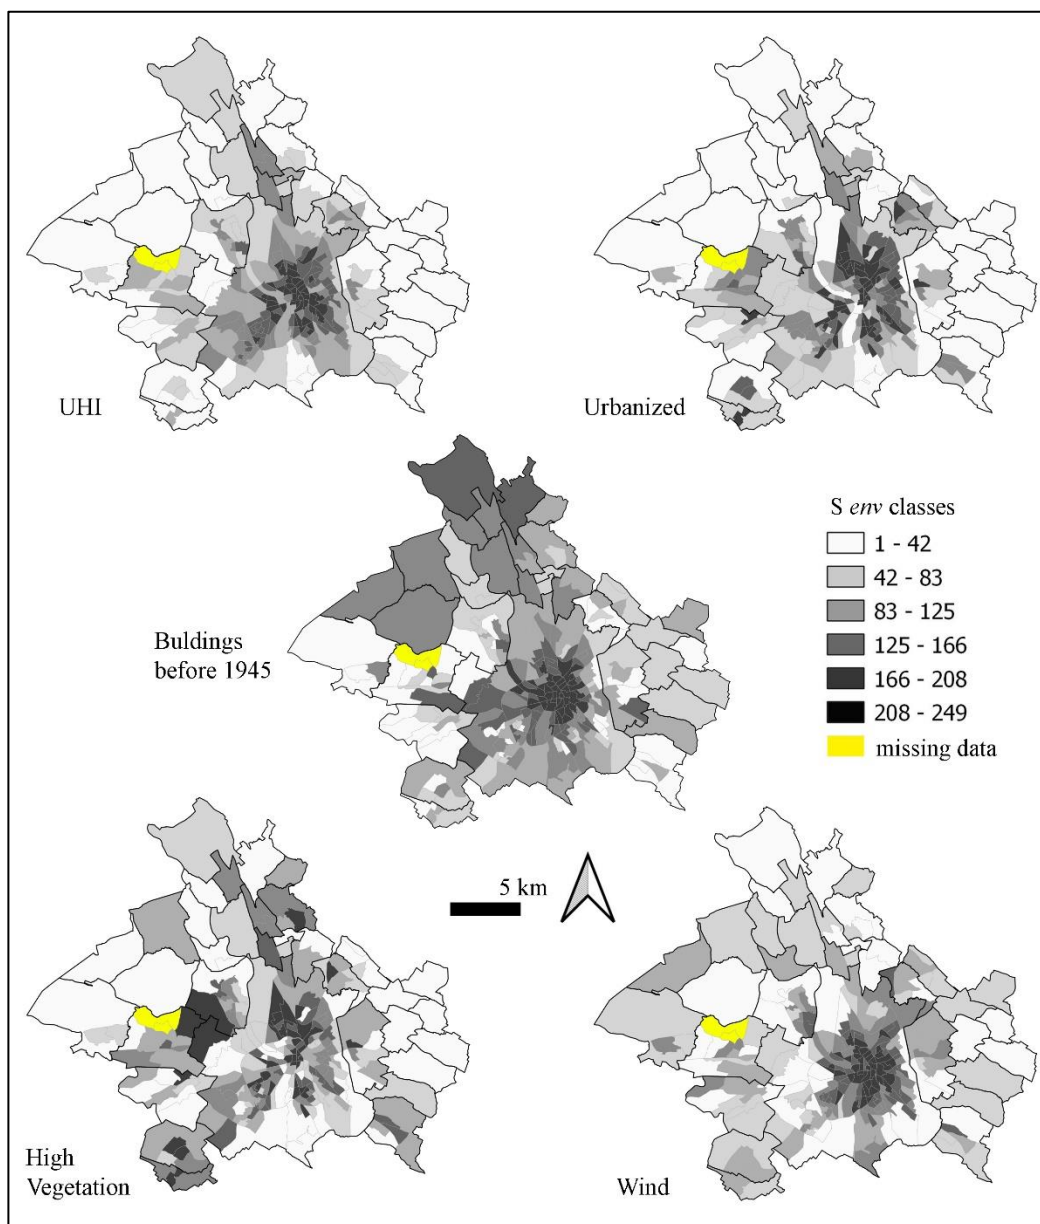 UHI
Urbanized
Buldings
before 1945
S env classes
1 - 42
42 - 83
83 - 125
125 - 166
166 - 208
208 - 249
missing data
5 km
High
Vegetation
Wind